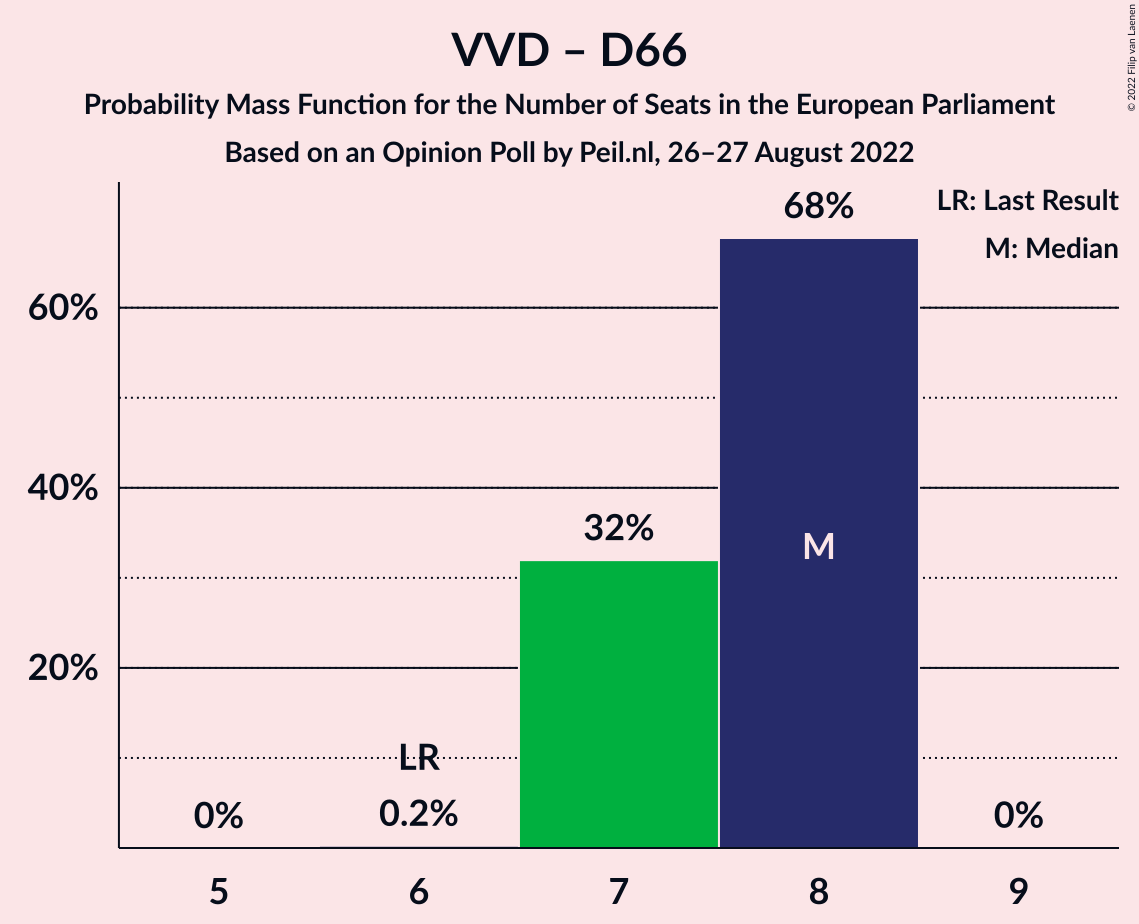 VVD – D66
Probability Mass Function for the Number of Seats in the European Parliament
Based on an Opinion Poll by Peil.nl, 26–27 August 2022
© 2022 Filip van Laenen
LR: Last Result
M: Median
60%
40%
20%
0%
LR
0.2%
32%
68%
M
0%
5
6
7
8
9